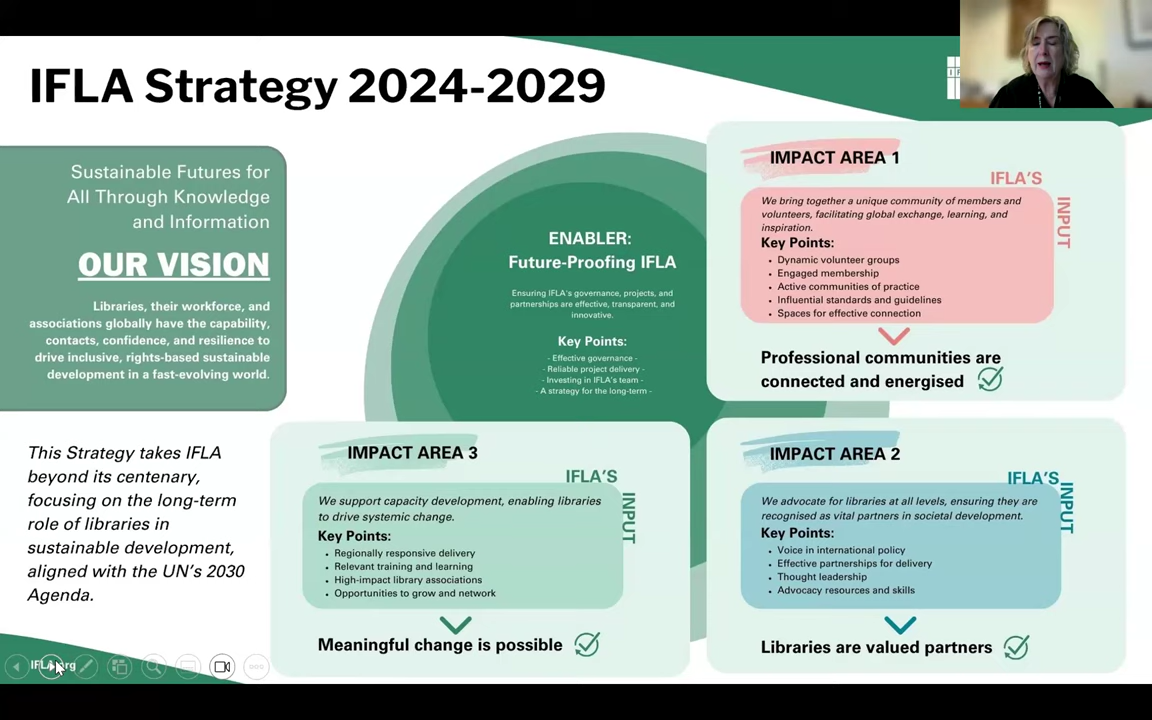 IFLA Strategy 2024-2029
Sustainable Futures for
All Through Knowledge
and Information
OUR VISION
Libraries, their workforce, and
associations globally have the capability,
contacts, confidence, and resilience to
drive inclusive, rights-based sustainable
development in a fast-evolving world.
This Strategy takes IFLA
beyond its centenary,
focusing on the long-term
role of libraries in
sustainable development,
aligned with the UN's 2030
Agenda.
ENABLER:
Future-Proofing IFLA
Ensuring IFLA's governance, projects, and
partnerships are effective, transparent, and
innovative.
Key Points:
- Effective governance -
- Reliable project delivery -
- Investing in IFLA's team -
- A strategy for the long-term -
IMPACT AREA 1
IFLA'S
INPUT
We bring together a unique community of members and
volunteers, facilitating global exchange, learning, and
inspiration.
Key Points:
• Dynamic volunteer groups
• Engaged membership
• Active communities of practice
• Influential standards and guidelines
• Spaces for effective connection
Professional communities are
connected and energised
IMPACT AREA 3
IFLA'S
INPUT
We support capacity development, enabling libraries
to drive systemic change.
Key Points:
• Regionally responsive delivery
• Relevant training and learning
• High-impact library associations
• Opportunities to grow and network
Meaningful change is possible
IMPACT AREA 2
IFLA'S
INPUT
We advocate for libraries at all levels, ensuring they are
recognised as vital partners in societal development.
Key Points:
• Voice in international policy
• Effective partnerships for delivery
• Thought leadership
• Advocacy resources and skills
Libraries are valued partners